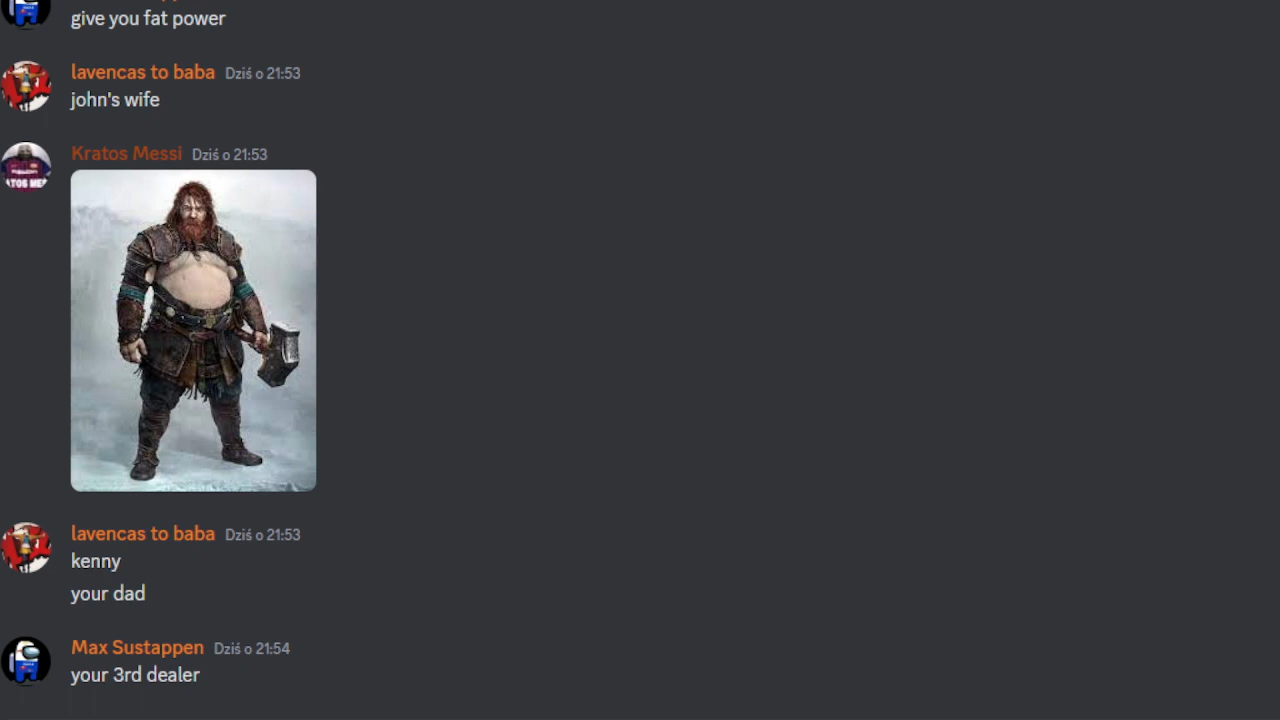 give you fat power
lavencas to baba Dziś o 21:53
john's wife
Kratos Messi Dziś o 21:53
lavencas to baba Dziś o 21:53
kenny
your dad
Max Sustappen Dziś o 21:54
your 3rd dealer